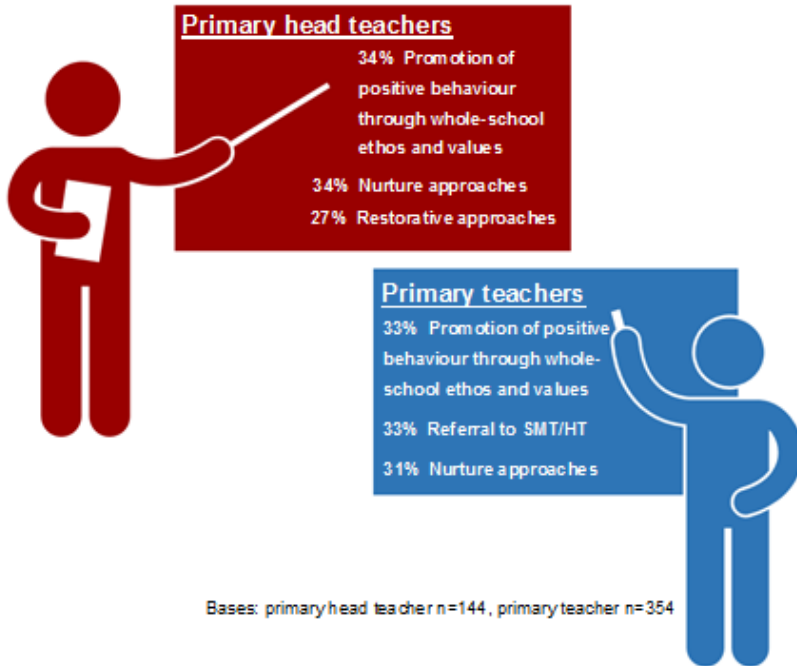 Primary head teachers
34% Promotion of
positive behaviour
through whole-school
ethos and values
34% Nurture approaches
27% Restorative approaches
Primary teachers
33% Promotion of positive
behaviour through whole-
school ethos and values
33% Referral to SMT/HT
31% Nurture approaches
Bases: primary head teacher n=144, primary teacher n=354